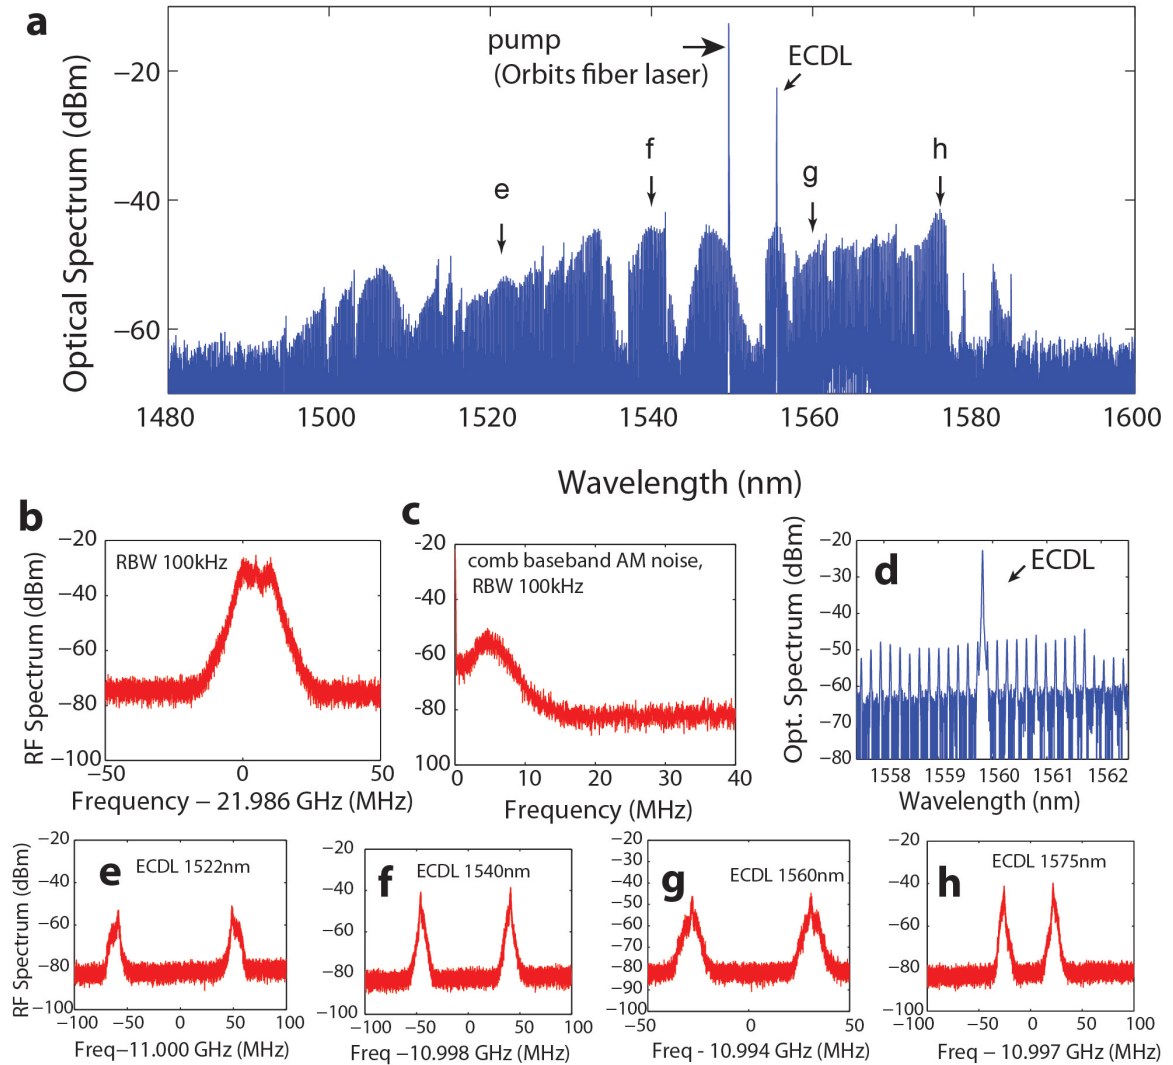 a
Optical Spectrum (dBm)
−20
−40
−60
pump
(Orbits fiber laser)
ECDL
e
f
g
h
1480
1500
1520
1540
1560
1580
1600
Wavelength (nm)
b
RF Spectrum (dBm)
−20
−40
−60
−80
−100
RBW 100kHz
−50
0
50
Frequency − 21.986 GHz (MHz)
c
-20
-40
-60
-80
100
comb baseband AM noise,
RBW 100kHz
0
10
20
30
40
Frequency (MHz)
d
Opt. Spectrum (dBm)
−20
−30
−40
−50
−60
−70
−80
ECDL
1558
1559
1560
1561
1562
Wavelength (nm)
e
RF Spectrum (dBm)
−20
−40
−60
−80
−100
ECDL 1522nm
−100
−50
0
50
100
Freq−11.000 GHz (MHz)
f
−20
−40
−60
−80
−100
ECDL 1540nm
−100
−50
0
50
100
Freq −10.998 GHz (MHz)
g
−20
−30
−40
−50
−60
−70
−80
−90
−100
ECDL 1560nm
−50
0
50
Freq - 10.994 GHz (MHz)
h
−20
−40
−60
−80
−100
ECDL 1575nm
−100
−50
0
50
100
Freq − 10.997 GHz (MHz)